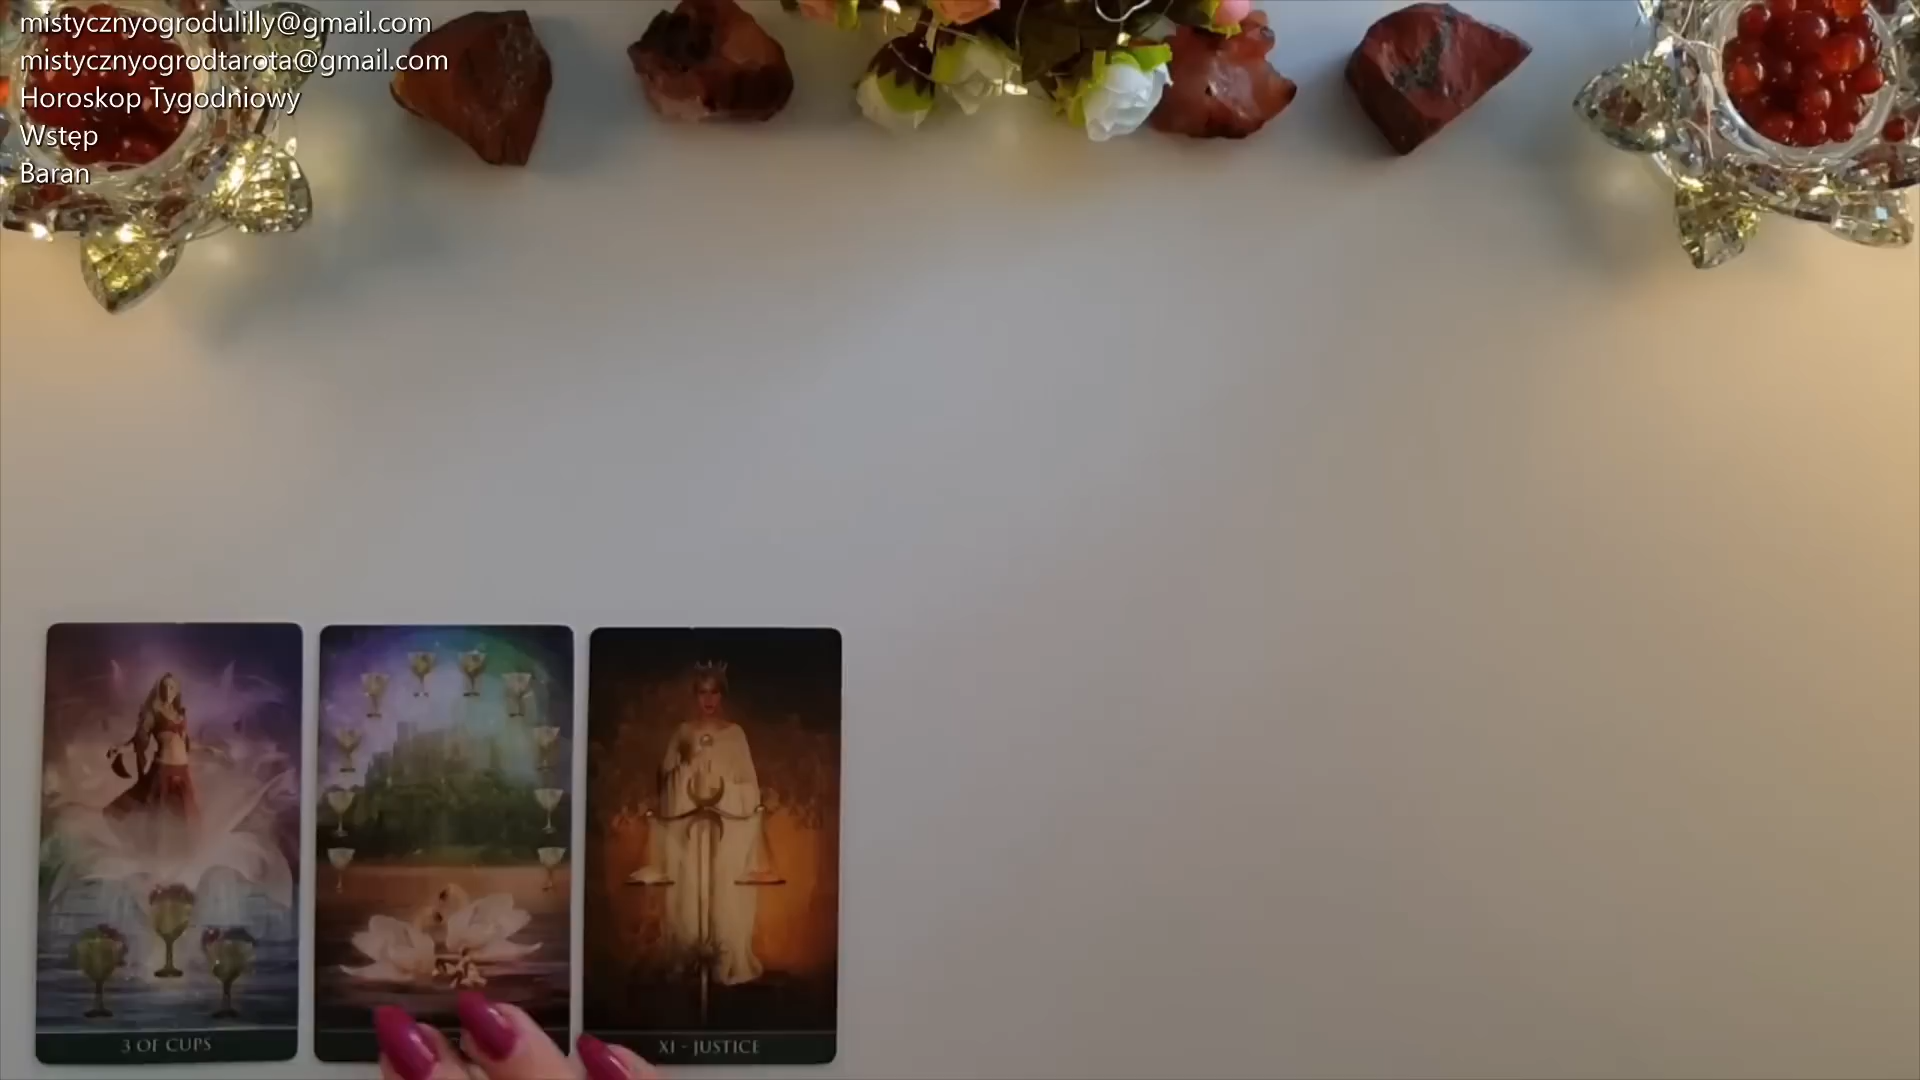 mistycznyogrodulilly@gmail.com
mistycznyogrodtarota@gmail.com
Horoskop Tygodniowy
Wstęp
Baran
3 OF CUPS
XI - JUSTICE